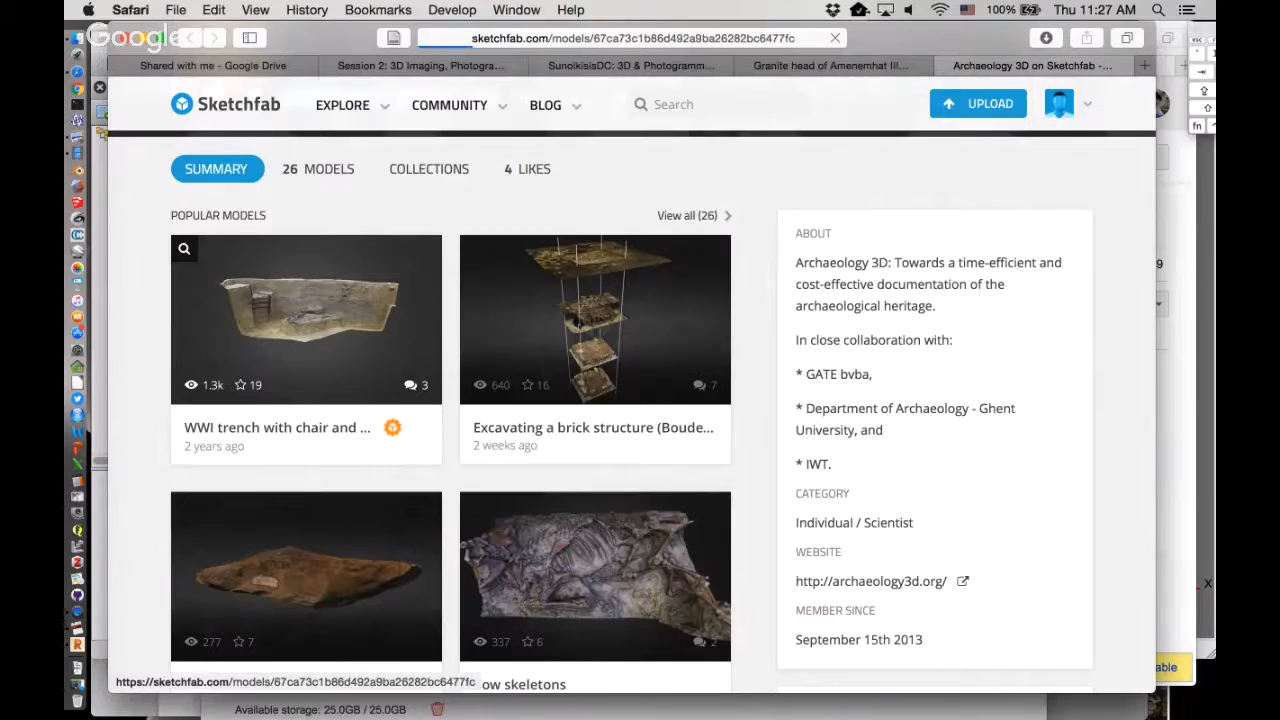 Safari File Edit View History Bookmarks Develop Window Help 100% Thu 11:27 AM
Google
sketchfab.com/models/67ca73c1b86d492a9ba26282bc6477fc
Shared with me - Google Drive Session 2: 3D Imaging, Photogra... SunoikisisDC: 3D & Photogramm... Granite head of Amenemhat III... Archaeology 3D on Sketchfab -...
Sketchfab EXPLORE COMMUNITY BLOG Search UPLOAD
fn
SUMMARY 26 MODELS COLLECTIONS 4 LIKES
POPULAR MODELS View all (26)
1.3k 19 3
640 16 7
WWI trench with chair and ...
2 years ago
Excavating a brick structure (Boude...
2 weeks ago
277 7
337 6 2
ow skeletons
ABOUT
Archaeology 3D: Towards a time-efficient and
cost-effective documentation of the
archaeological heritage.
In close collaboration with:
* GATE bvba,
* Department of Archaeology - Ghent
University, and
* IWT.
CATEGORY
Individual / Scientist
WEBSITE
http://archaeology3d.org/
MEMBER SINCE
September 15th 2013
9
X
able
https://sketchfab.com/models/67ca73c1b86d492a9ba26282bc6477fc
Available storage: 25.0GB / 25.0GB